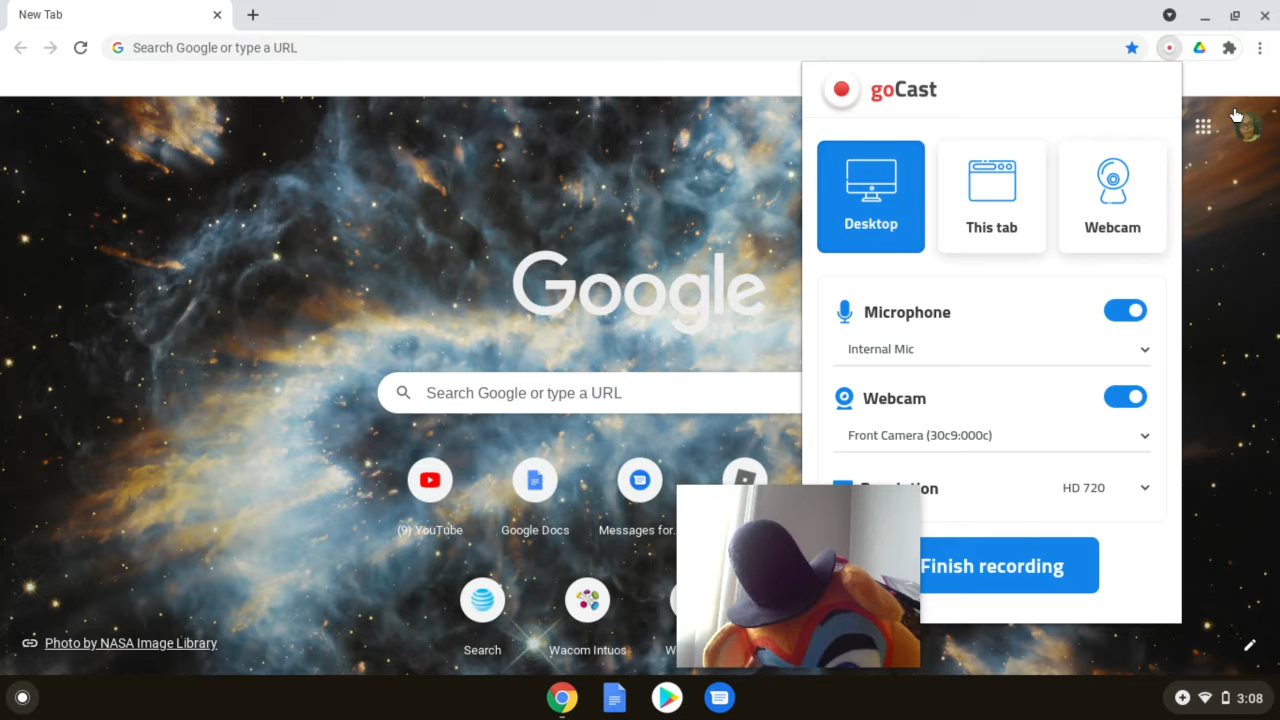 New Tab
Search Google or type a URL
goCast
Desktop
This tab
Webcam
Microphone
Internal Mic
Webcam
Front Camera (30c9:000c)
HD 720
Finish recording
Google
Search Google or type a URL
(9) YouTube
Google Docs
Messages for...
Search
Wacom Intuos
Photo by NASA Image Library
3:08